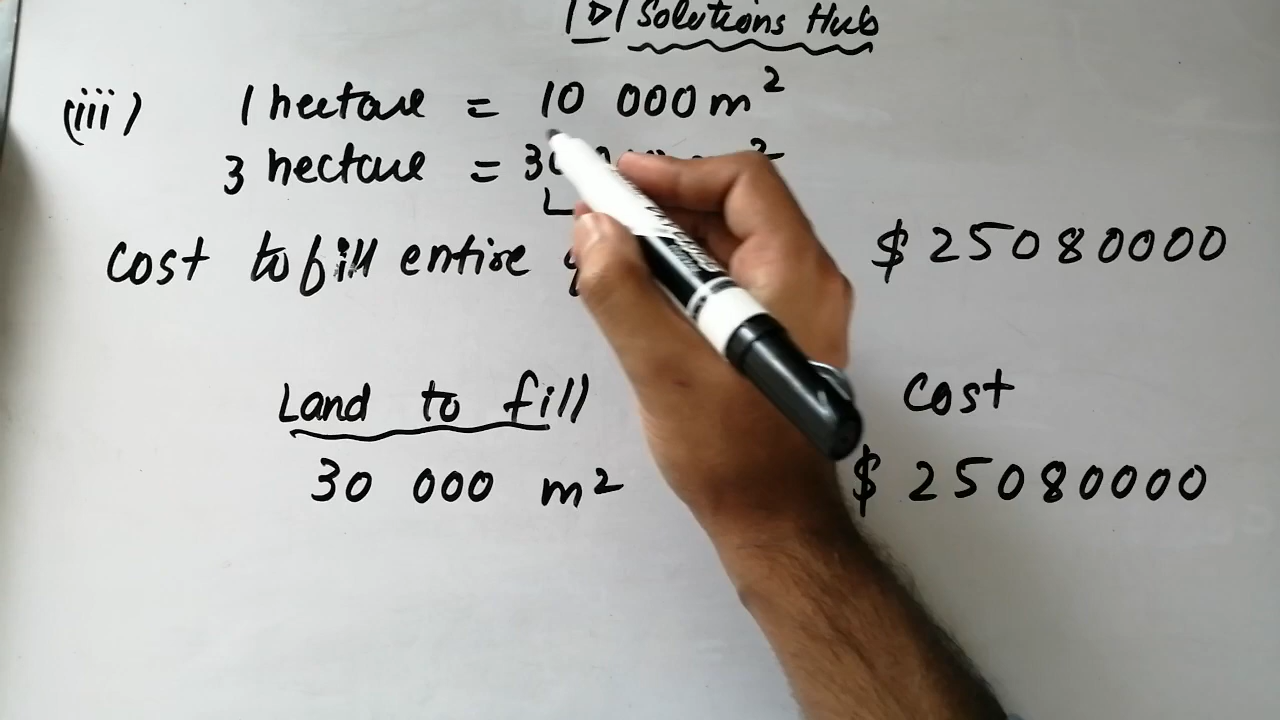 Solutions Hub
(iii) 1 hectare = 10 000 m²
3 hectare = 30
cost to fill entire $ 25080000
Land to fill cost
30 000 m² $ 25080000